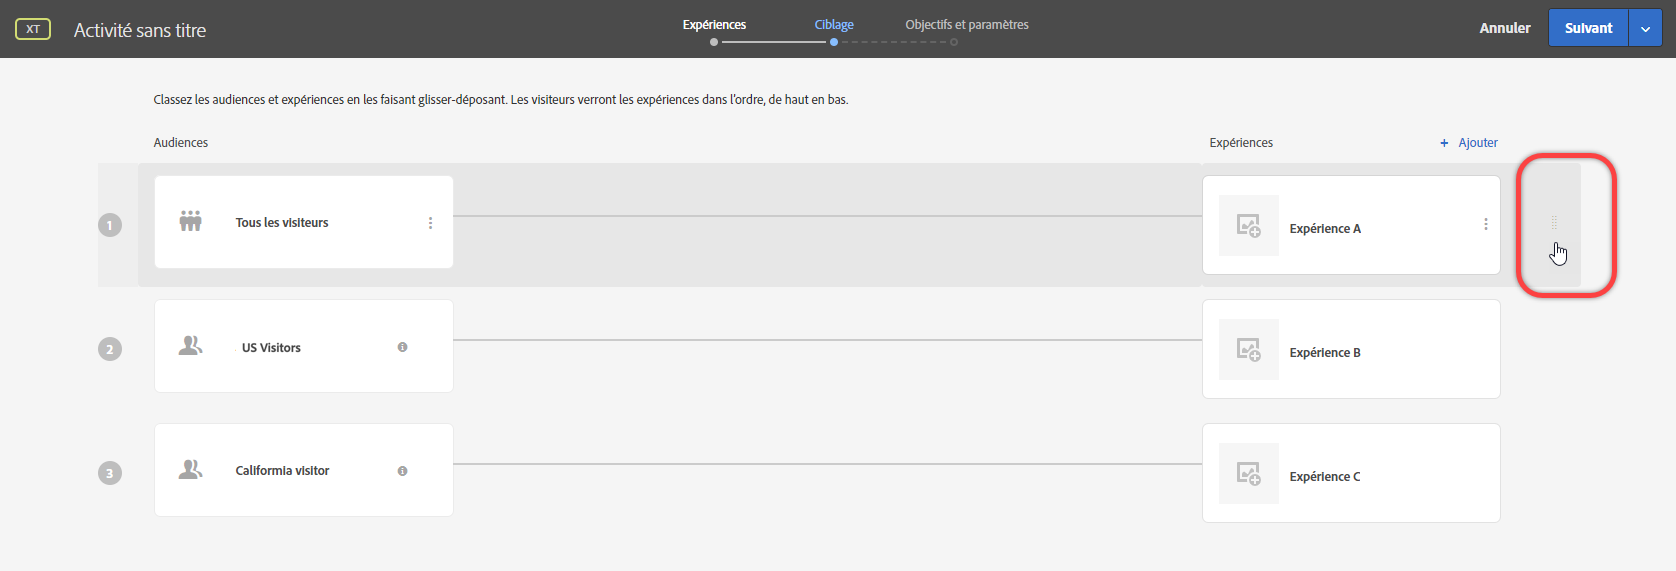 XT
Activité sans titre
Expériences
Ciblage
Objectifs et paramètres
Annuler
Suivant
Classez les audiences et expériences en les faisant glisser-déposant. Les visiteurs verront les expériences dans l'ordre, de haut en bas.
Audiences
Expériences
+ Ajouter
1
Tous les visiteurs
Expérience A
2
US Visitors
Expérience B
3
Califormia visitor
Expérience C